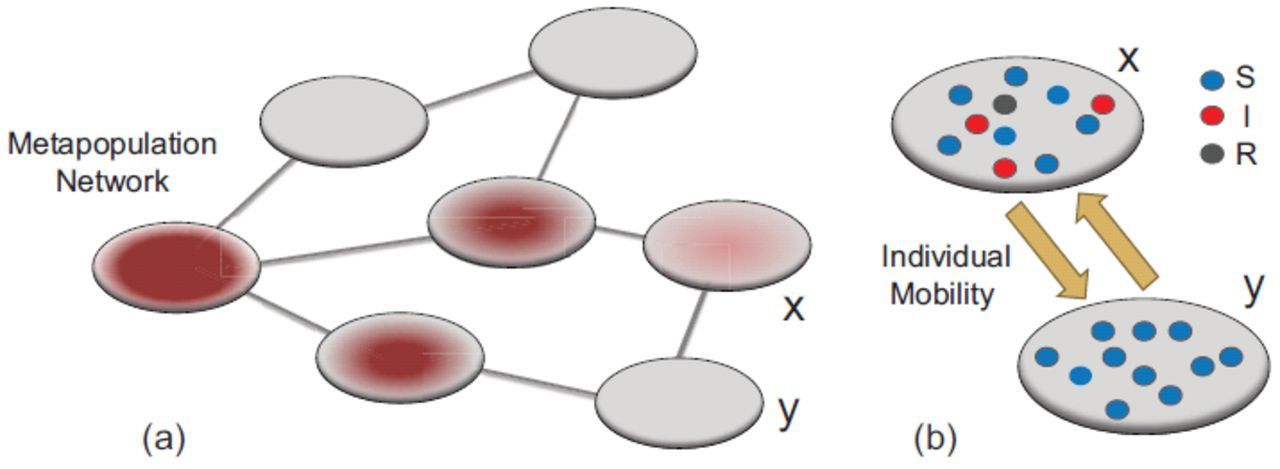 Metapopulation
Network
x
y
(a)
x
S
I
R
Individual
Mobility
y
(b)